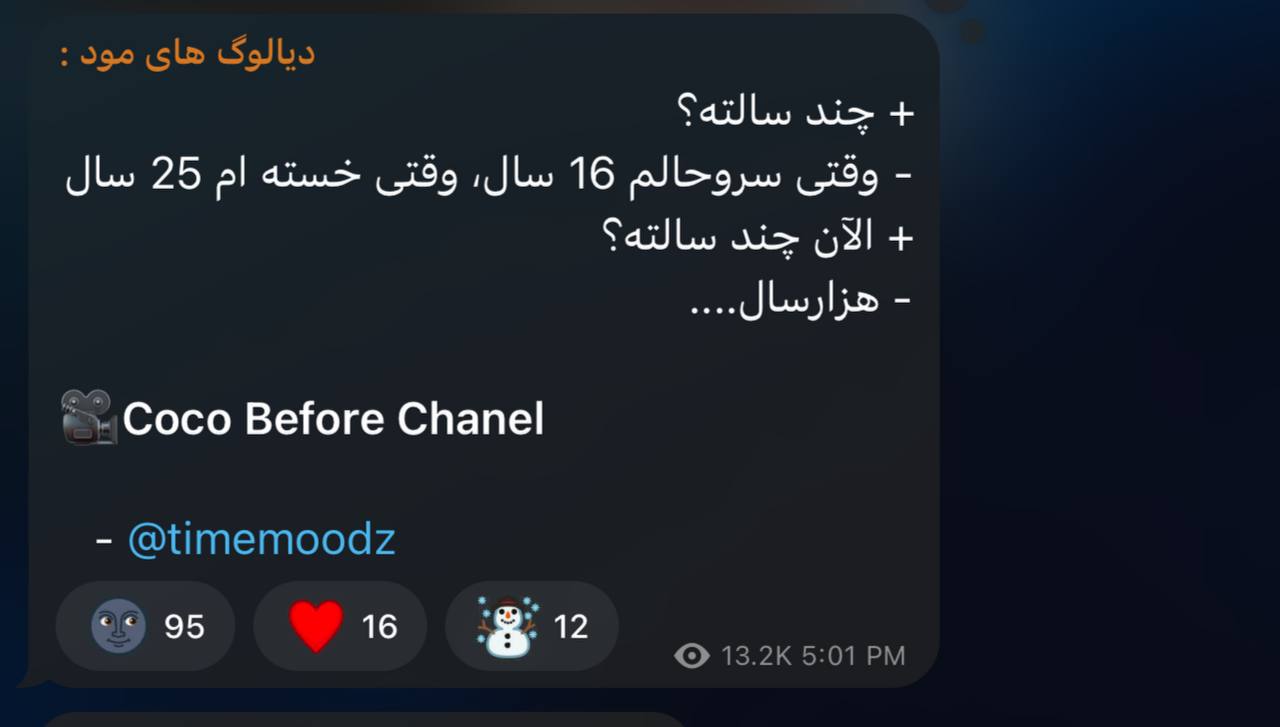 دیالوگ های مود :
+ چند سالته؟
- وقتی سروحالم 16 سال، وقتی خسته ام 25 سال
+ الآن چند سالته؟
- هزارسال....
🎥Coco Before Chanel
- @timemoodz
🌚 95 ❤️ 16 ☃️ 12
13.2K 5:01 PM